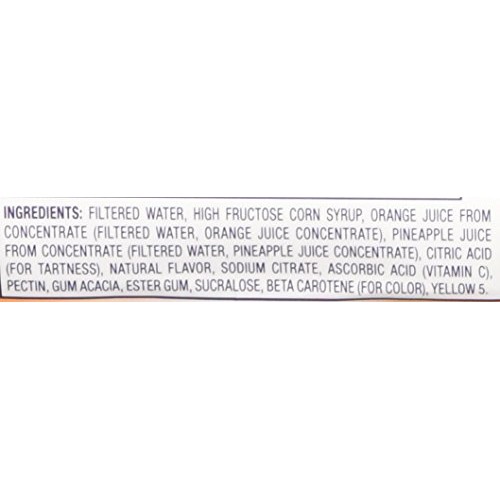 INGREDIENTS: FILTERED WATER, HIGH FRUCTOSE CORN SYRUP, ORANGE JUICE FROM
CONCENTRATE (FILTERED WATER, ORANGE JUICE CONCENTRATE), PINEAPPLE JUICE
FROM CONCENTRATE (FILTERED WATER, PINEAPPLE JUICE CONCENTRATE), CITRIC ACID
(FOR TARTNESS), NATURAL FLAVOR, SODIUM CITRATE, ASCORBIC ACID (VITAMIN C),
PECTIN, GUM ACACIA, ESTER GUM, SUCRALOSE, BETA CAROTENE (FOR COLOR), YELLOW 5.